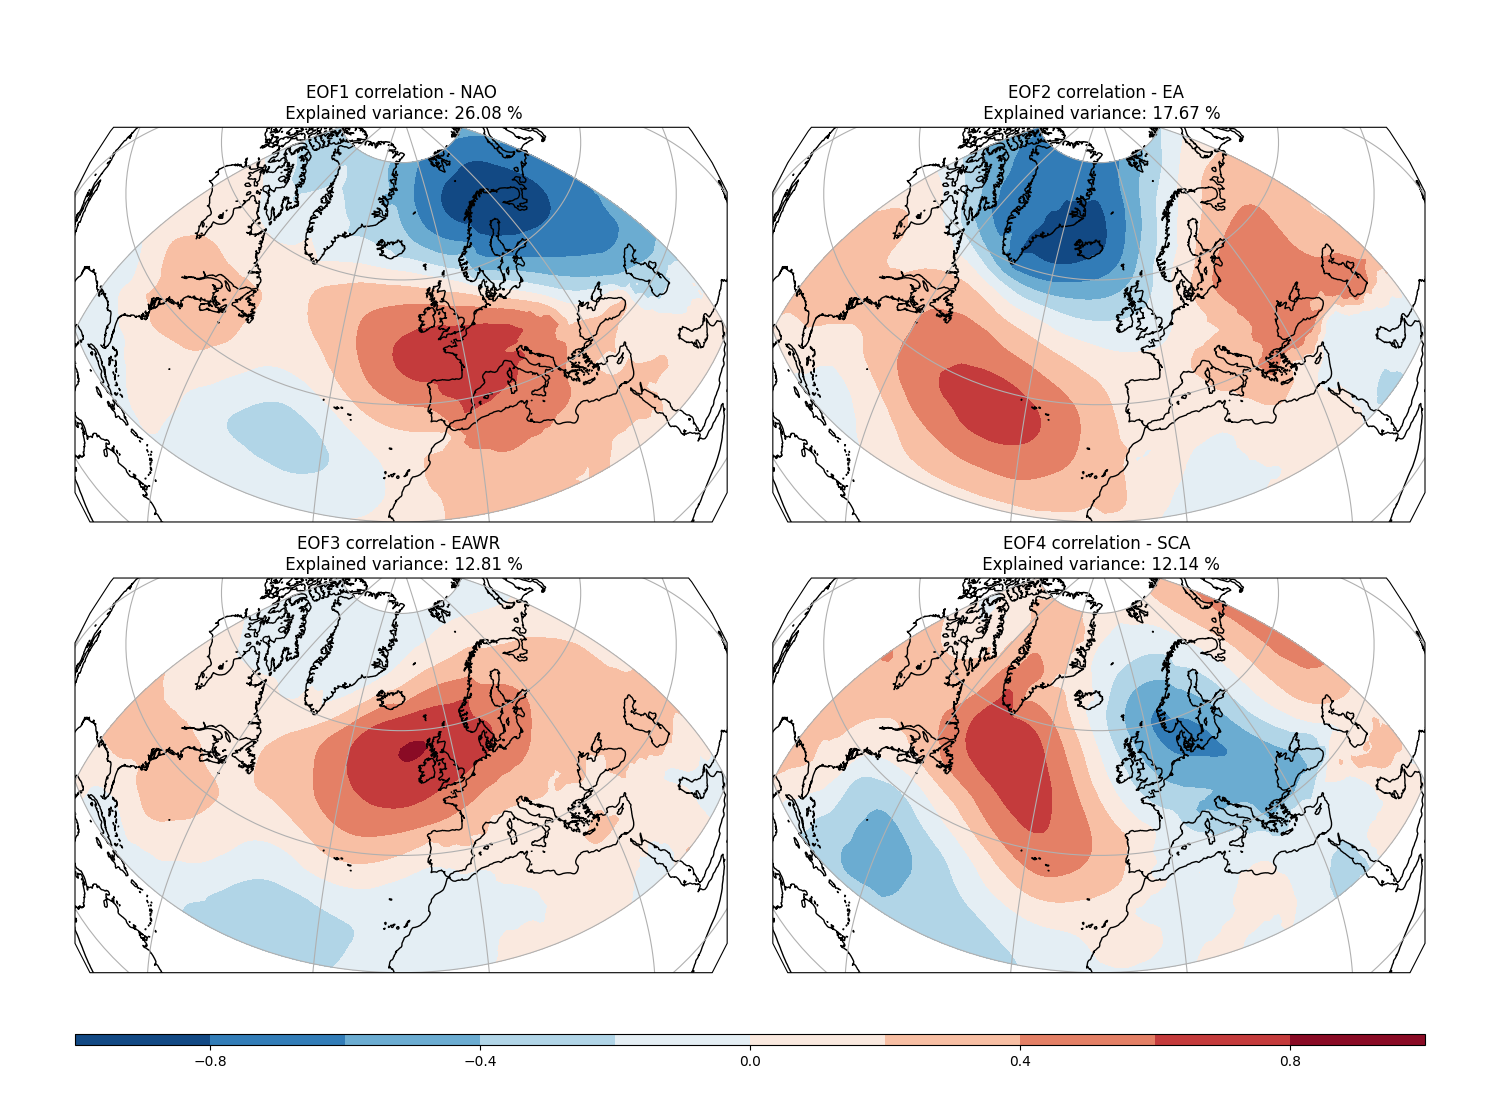 EOF1 correlation - NAO
Explained variance: 26.08 %
EOF2 correlation - EA
Explained variance: 17.67 %
EOF3 correlation - EAWR
Explained variance: 12.81 %
EOF4 correlation - SCA
Explained variance: 12.14 %
−0.8 −0.4 0.0 0.4 0.8